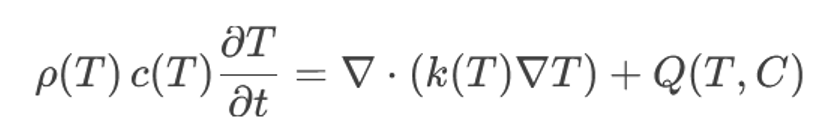 ρ(T) c(T) ∂T/∂t = ∇ · (k(T)∇T) + Q(T, C)